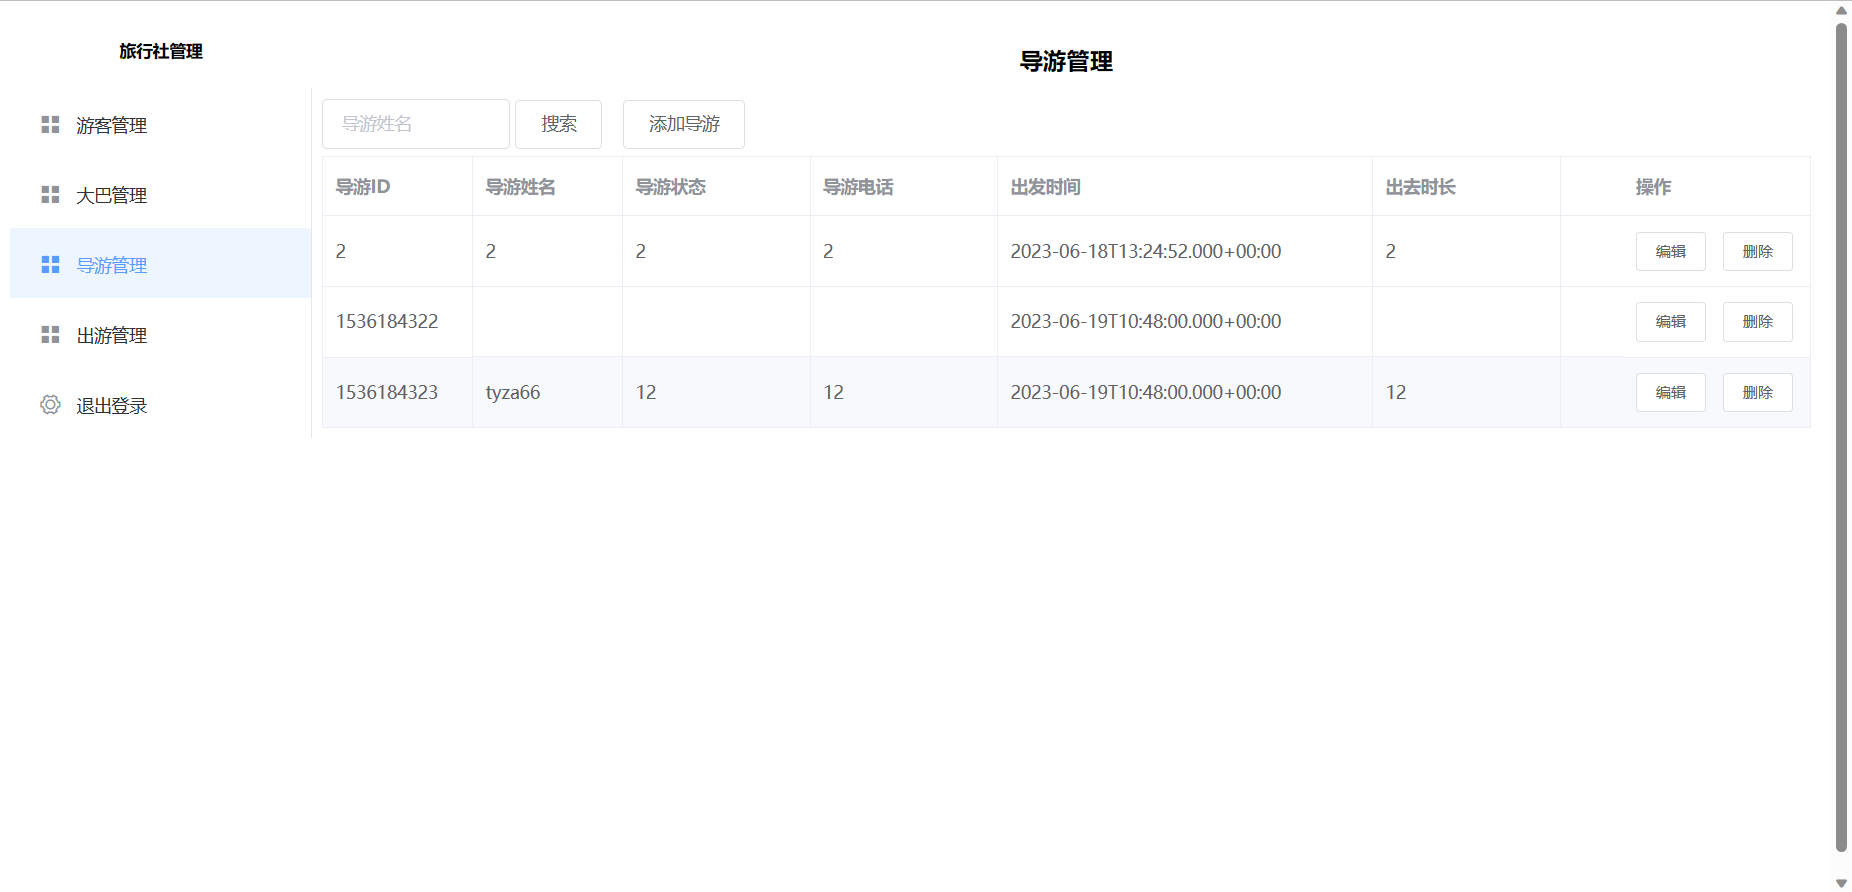 旅行社管理
游客管理
大巴管理
导游管理
出游管理
退出登录
导游管理
导游姓名 搜索 添加导游
导游ID 导游姓名 导游状态 导游电话 出发时间 出去时长 操作
2 2 2 2 2023-06-18T13:24:52.000+00:00 2 编辑 删除
1536184322 2023-06-19T10:48:00.000+00:00 编辑 删除
1536184323 tyza66 12 12 2023-06-19T10:48:00.000+00:00 12 编辑 删除